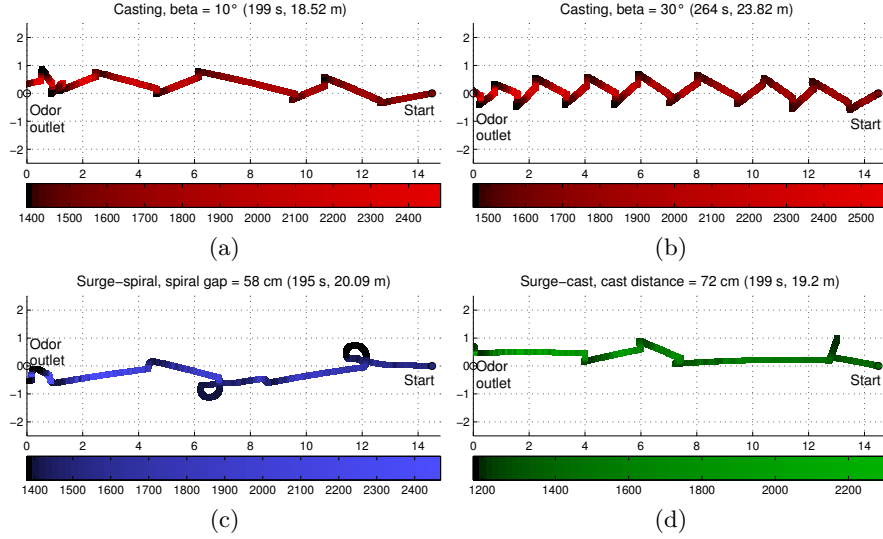 Casting, beta = 10° (199 s, 18.52 m)
2
1
0
−1
−2
Odor
outlet
Start
0 2 4 6 8 10 12 14
1400 1500 1600 1700 1800 1900 2000 2100 2200 2300 2400
(a)
Casting, beta = 30° (264 s, 23.82 m)
2
1
0
−1
−2
Odor
outlet
Start
0 2 4 6 8 10 12 14
1500 1600 1700 1800 1900 2000 2100 2200 2300 2400 2500
(b)
Surge−spiral, spiral gap = 58 cm (195 s, 20.09 m)
2
1
0
−1
−2
Odor
outlet
Start
0 2 4 6 8 10 12 14
1400 1500 1600 1700 1800 1900 2000 2100 2200 2300 2400
(c)
Surge−cast, cast distance = 72 cm (199 s, 19.2 m)
2
1
0
−1
−2
Odor
outlet
Start
0 2 4 6 8 10 12 14
1200 1400 1600 1800 2000 2200
(d)